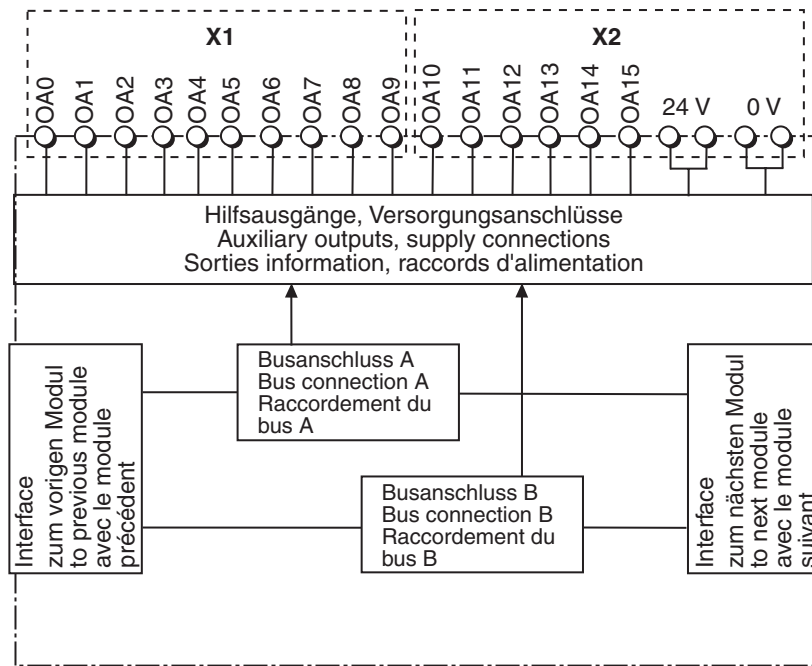 X1
X2
OA0
OA1
OA2
OA3
OA4
OA5
OA6
OA7
OA8
OA9
OA10
OA11
OA12
OA13
OA14
OA15
24 V
0 V
Hilfsausgänge, Versorgungsanschlüsse
Auxiliary outputs, supply connections
Sorties information, raccords d'alimentation
Interface
zum vorigen Modul
to previous module
avec le module
précédent
Busanschluss A
Bus connection A
Raccordement du
bus A
Busanschluss B
Bus connection B
Raccordement du
bus B
Interface
zum nächsten Modul
to next module
avec le module
suivant